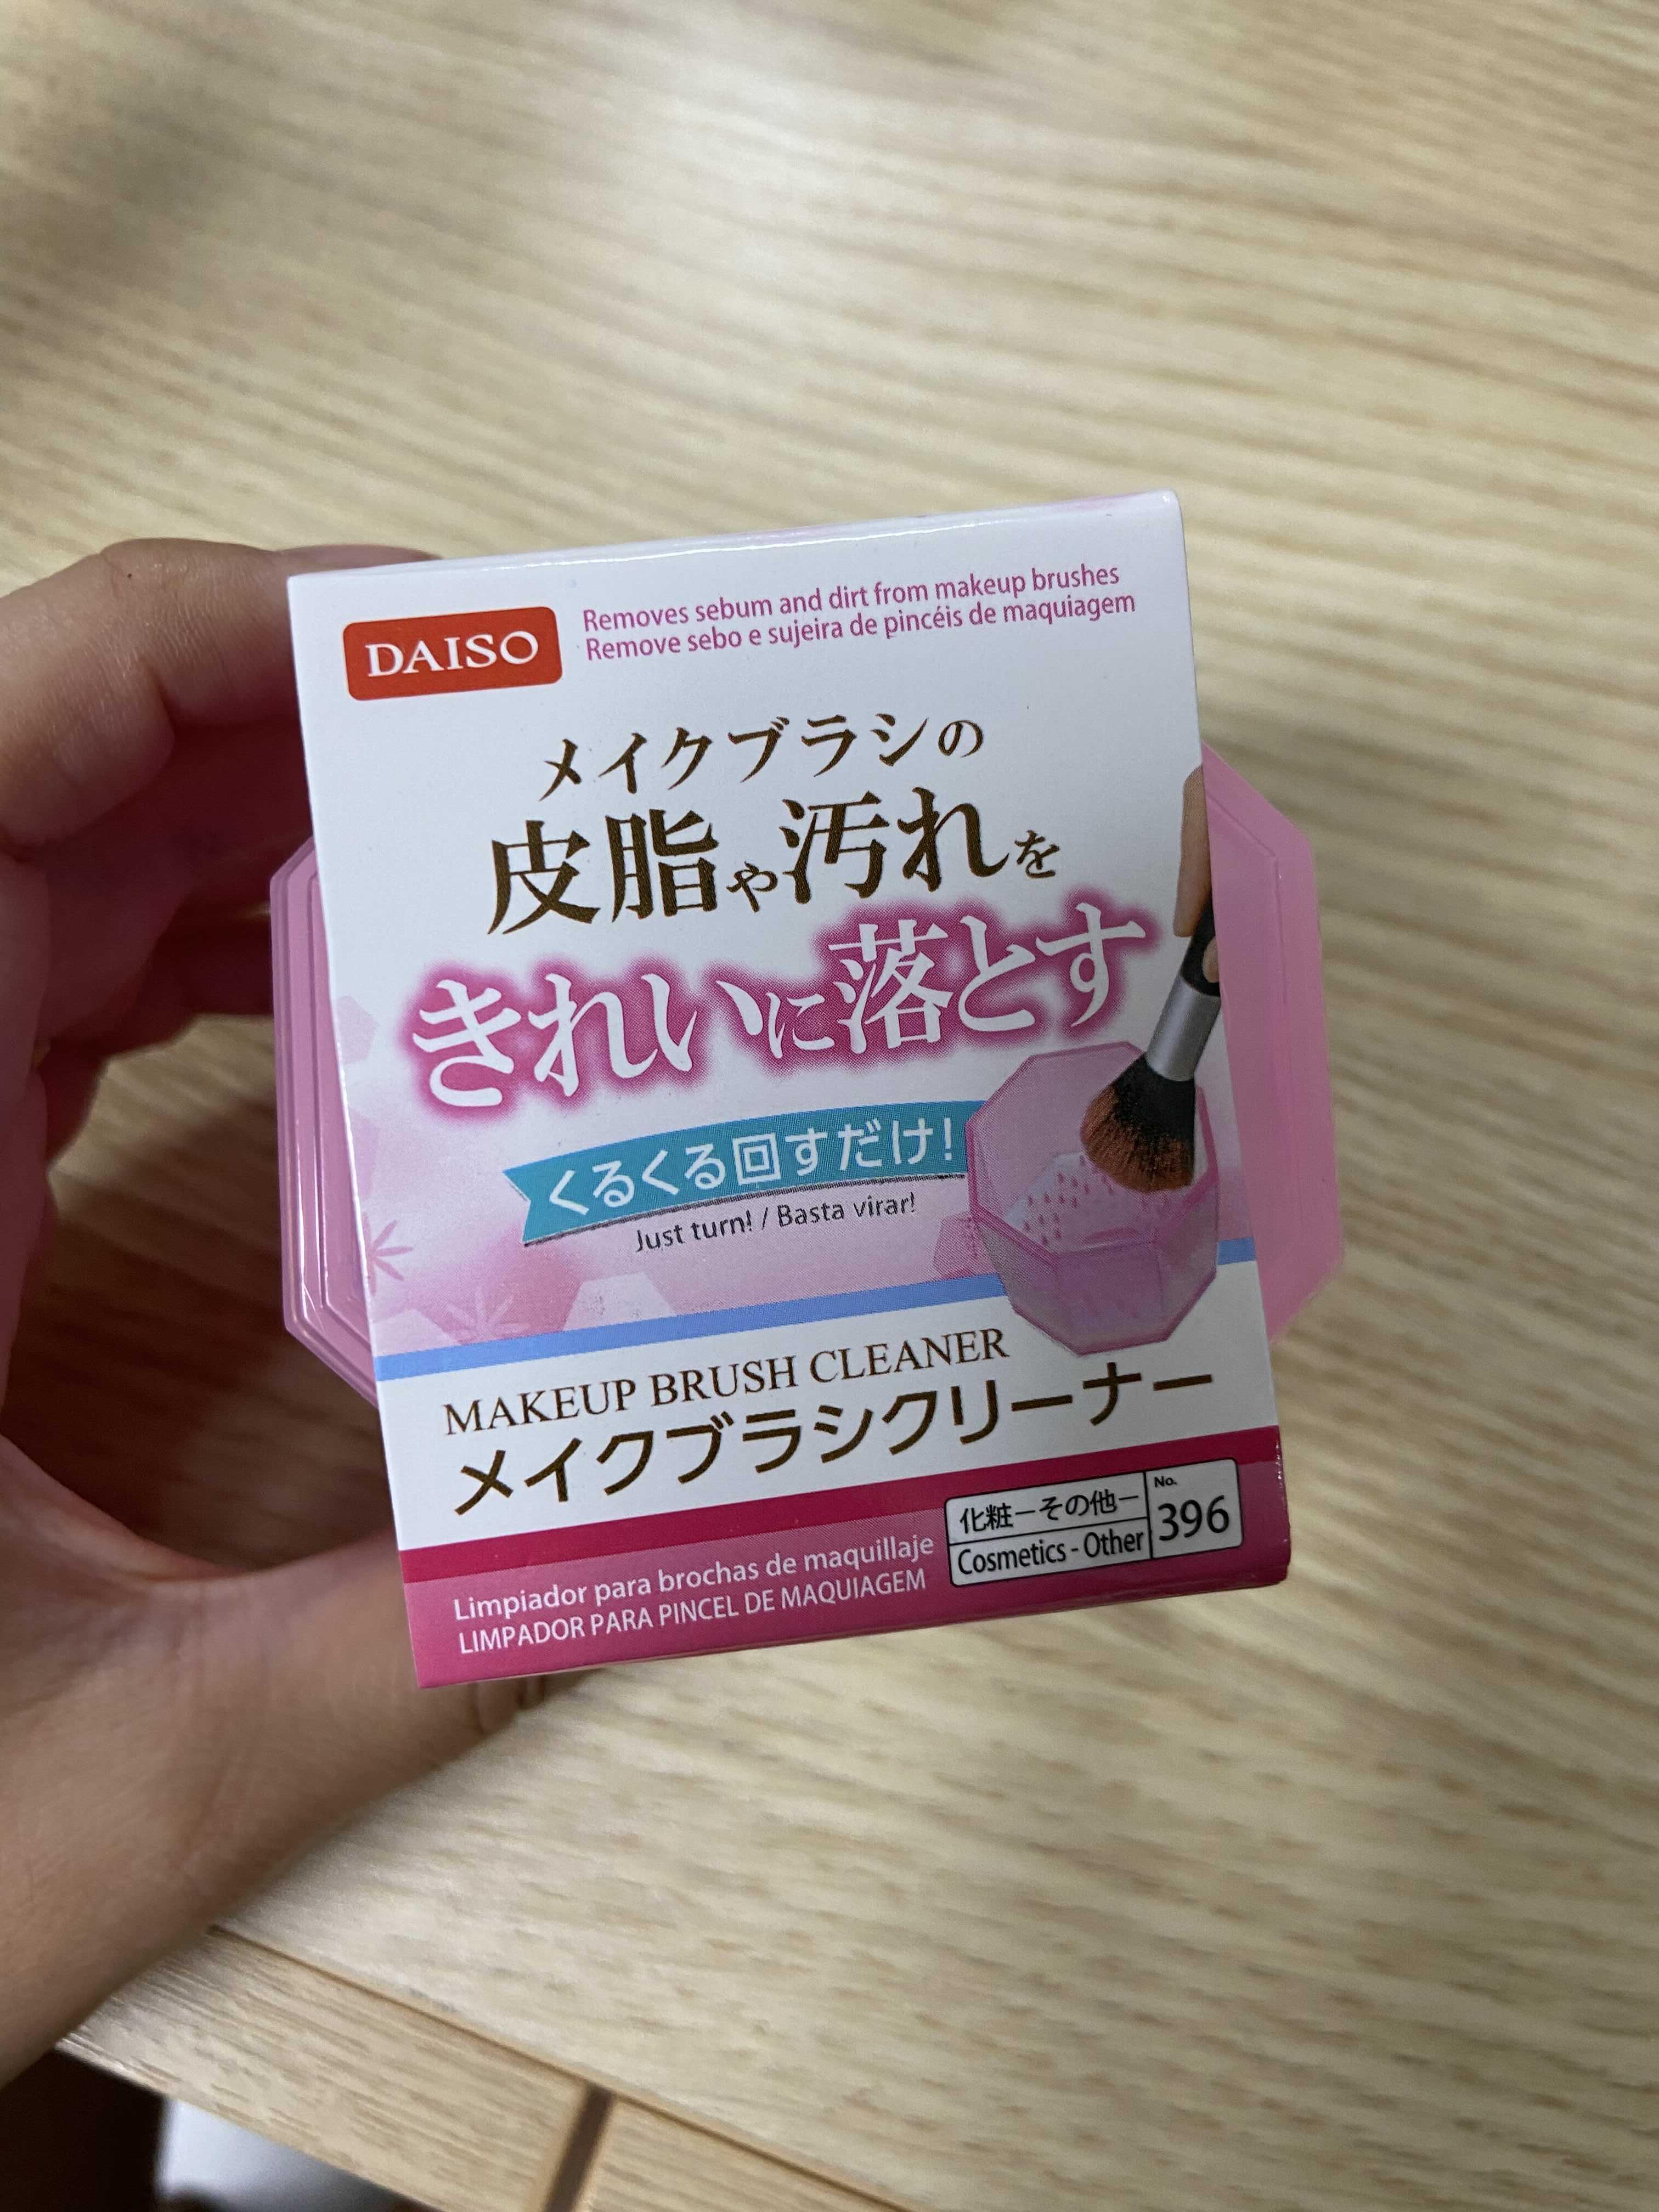 DAISO
Removes sebum and dirt from makeup brushes
Remove sebo e sujeira de pincéis de maquiagem
メイクブラシの
皮脂や汚れを
きれいに落とす
くるくる回すだけ!
Just turn! / Basta virar!
MAKEUP BRUSH CLEANER
メイクブラシクリーナー
Limpiador para brochas de maquillaje
LIMPADOR PARA PINCEL DE MAQUIAGEM
化粧ーその他ー
Cosmetics - Other
No.
396